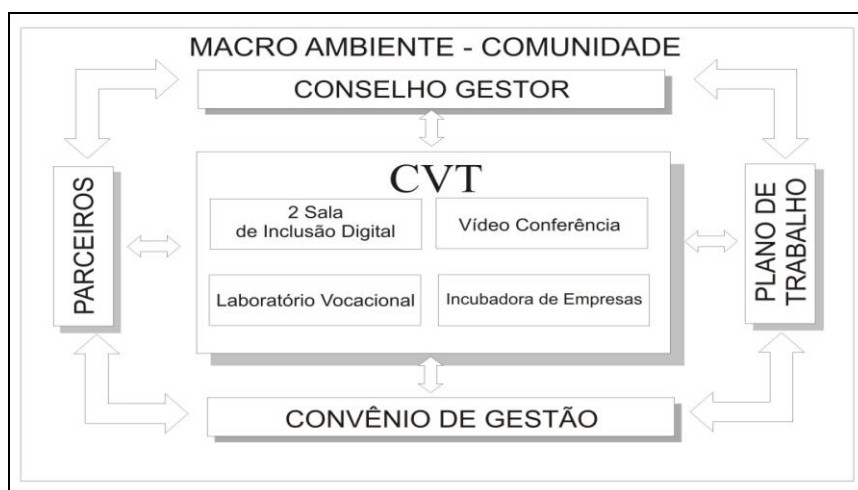 MACRO AMBIENTE - COMUNIDADE
CONSELHO GESTOR
PARCEIROS
CVT
2 Sala
de Inclusão Digital
Vídeo Conferência
Laboratório Vocacional
Incubadora de Empresas
PLANO DE
TRABALHO
CONVÊNIO DE GESTÃO